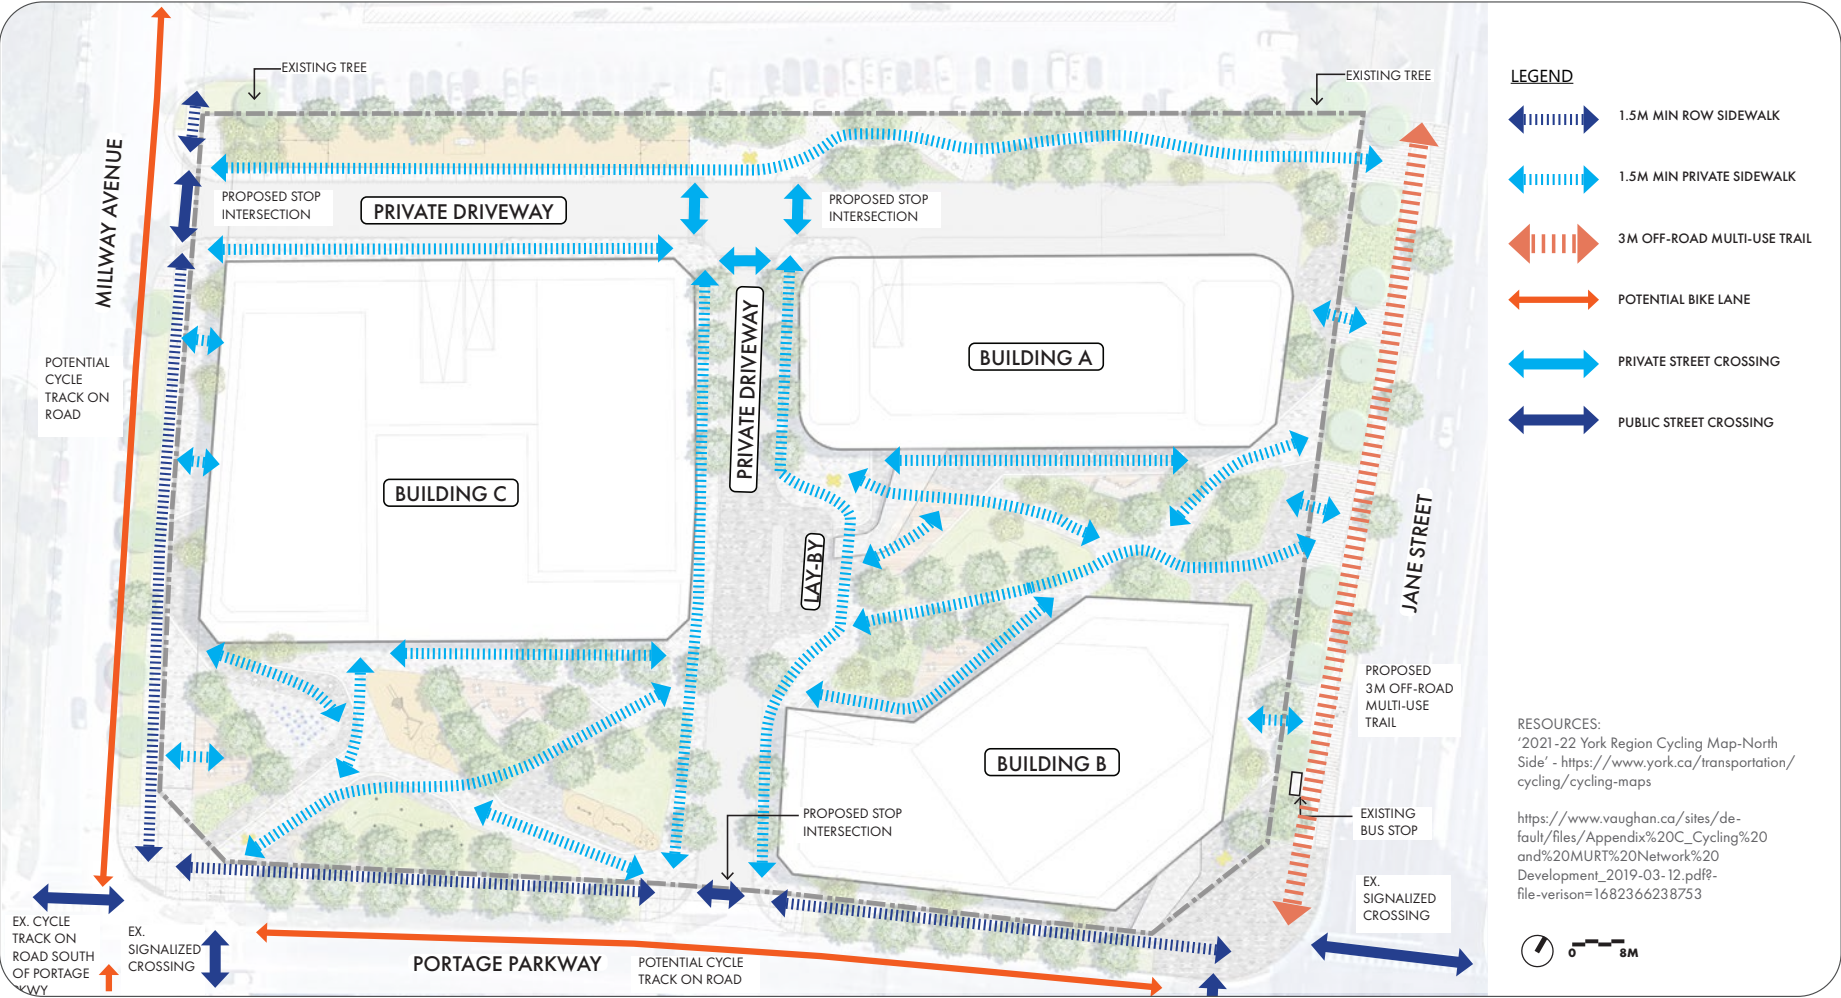 EXISTING TREE
EXISTING TREE
MILLWAY AVENUE
PROPOSED STOP
INTERSECTION
PRIVATE DRIVEWAY
PROPOSED STOP
INTERSECTION
PRIVATE DRIVEWAY
BUILDING A
POTENTIAL
CYCLE
TRACK ON
ROAD
BUILDING C
LAY-BY
JANE STREET
PROPOSED
3M OFF-ROAD
MULTI-USE
TRAIL
BUILDING B
PROPOSED STOP
INTERSECTION
EXISTING
BUS STOP
EX.
SIGNALIZED
CROSSING
EX. CYCLE
TRACK ON
ROAD SOUTH
OF PORTAGE
PKWY
EX.
SIGNALIZED
CROSSING
PORTAGE PARKWAY
POTENTIAL CYCLE
TRACK ON ROAD
LEGEND
1.5M MIN ROW SIDEWALK
1.5M MIN PRIVATE SIDEWALK
3M OFF-ROAD MULTI-USE TRAIL
POTENTIAL BIKE LANE
PRIVATE STREET CROSSING
PUBLIC STREET CROSSING
RESOURCES:
'2021-22 York Region Cycling Map-North
Side' - https://www.york.ca/transportation/
cycling/cycling-maps
https://www.vaughan.ca/sites/de-
fault/files/Appendix%20C_Cycling%20
and%20MURT%20Network%20
Development_2019-03-12.pdf?-
file-verison=1682366238753
0 8M